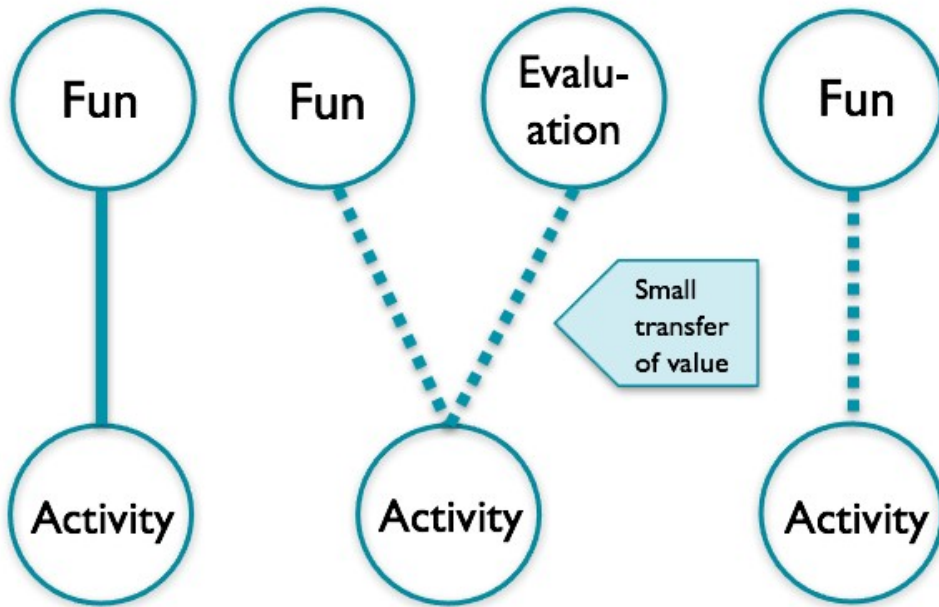 Fun
Fun
Evalu-
ation
Fun
Small
transfer
of value
Activity
Activity
Activity